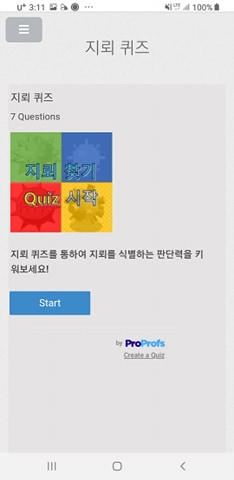 U+ 3:11
LTE 100%
지뢰 퀴즈
지뢰 퀴즈
7 Questions
지뢰 찾기
Quiz 시작
지뢰 퀴즈를 통하여 지뢰를 식별하는 판단력을 키
워보세요!
Start
by ProProfs
Create a Quiz